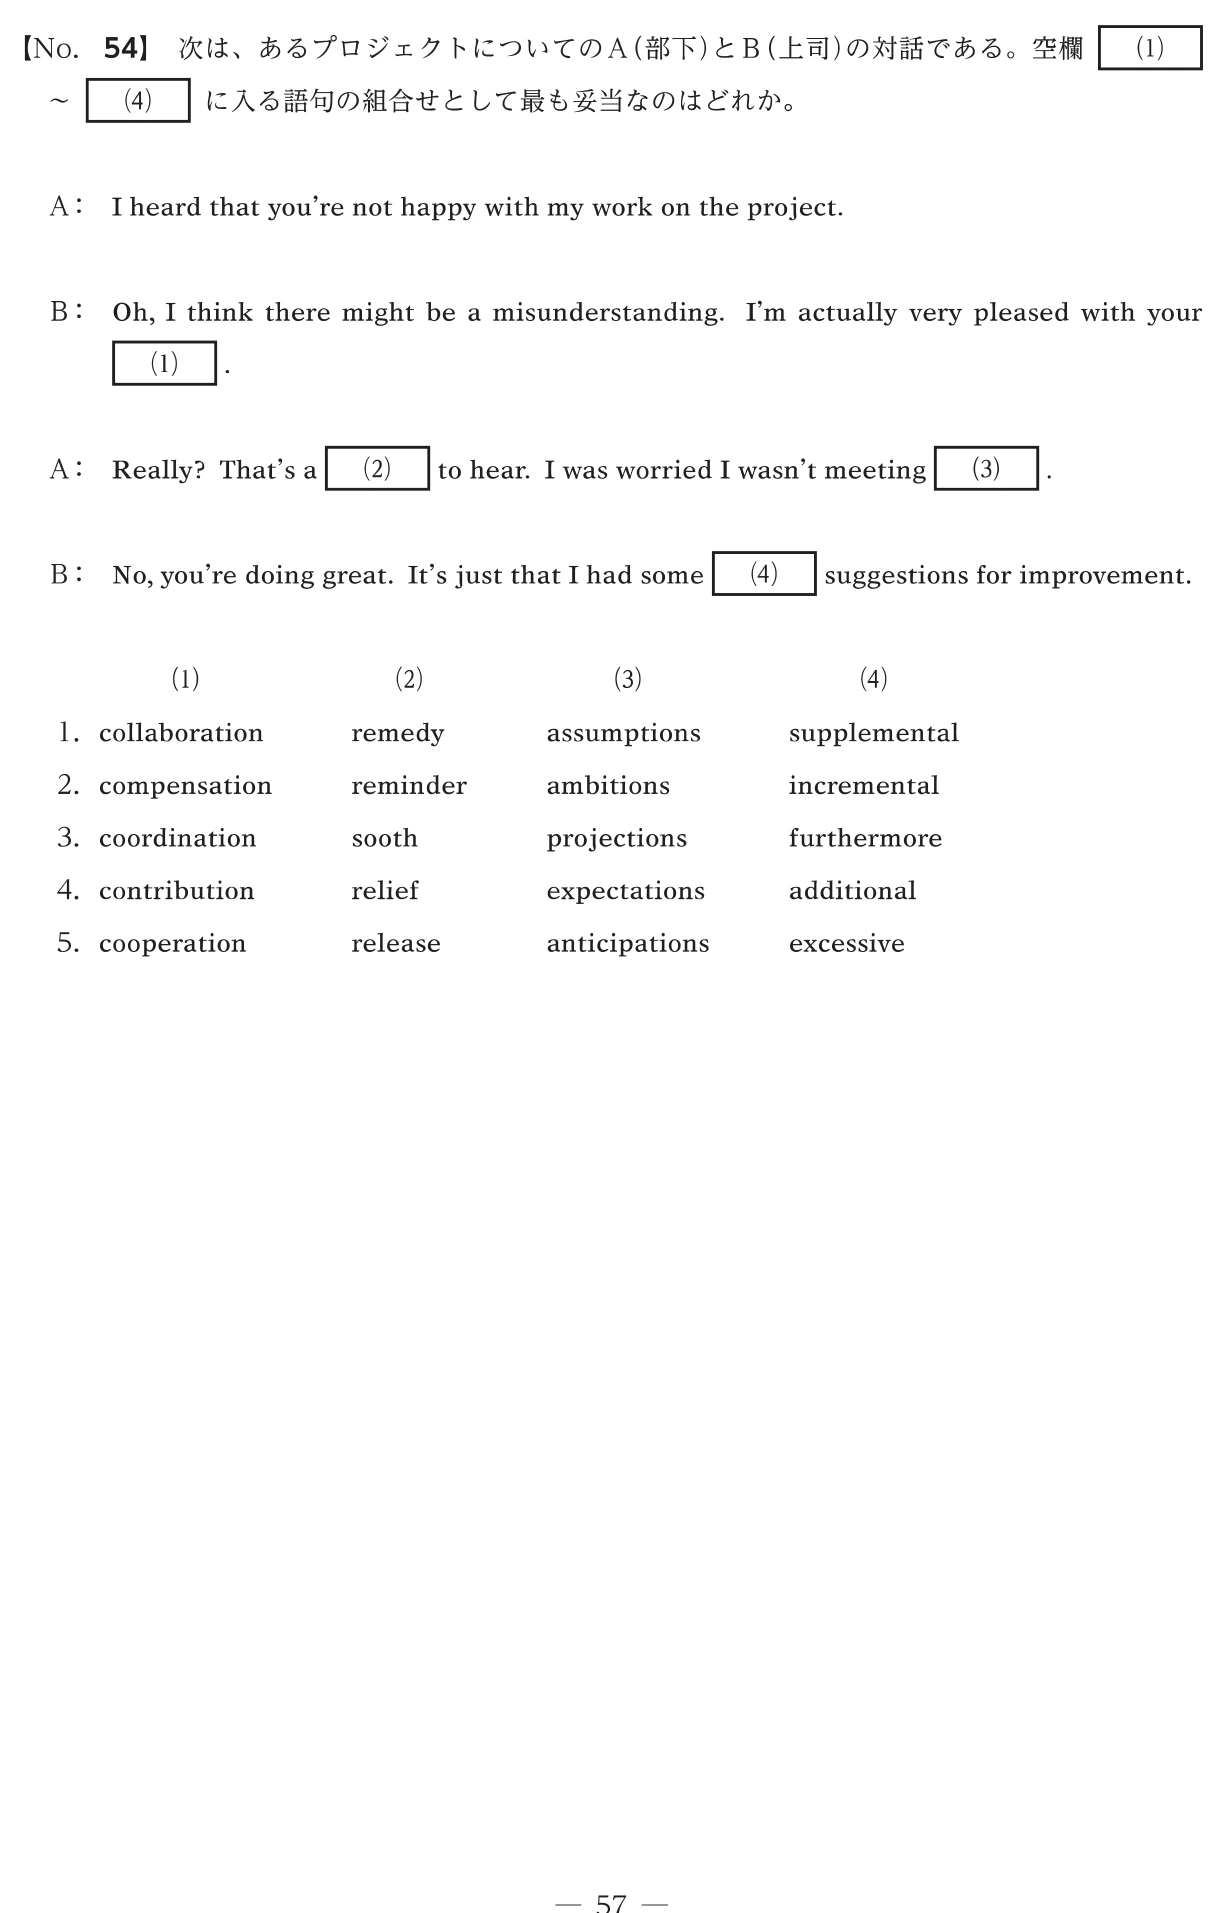 【No. 54】 次は、あるプロジェクトについてのA(部下)とB(上司)の対話である。空欄 (1)
~ (4) に入る語句の組合せとして最も妥当なのはどれか。
A: I heard that you're not happy with my work on the project.
B: Oh, I think there might be a misunderstanding. I'm actually very pleased with your
(1) .
A: Really? That's a (2) to hear. I was worried I wasn't meeting (3) .
B: No, you're doing great. It's just that I had some (4) suggestions for improvement.
(1) (2) (3) (4)
1. collaboration remedy assumptions supplemental
2. compensation reminder ambitions incremental
3. coordination sooth projections furthermore
4. contribution relief expectations additional
5. cooperation release anticipations excessive
— 57 —